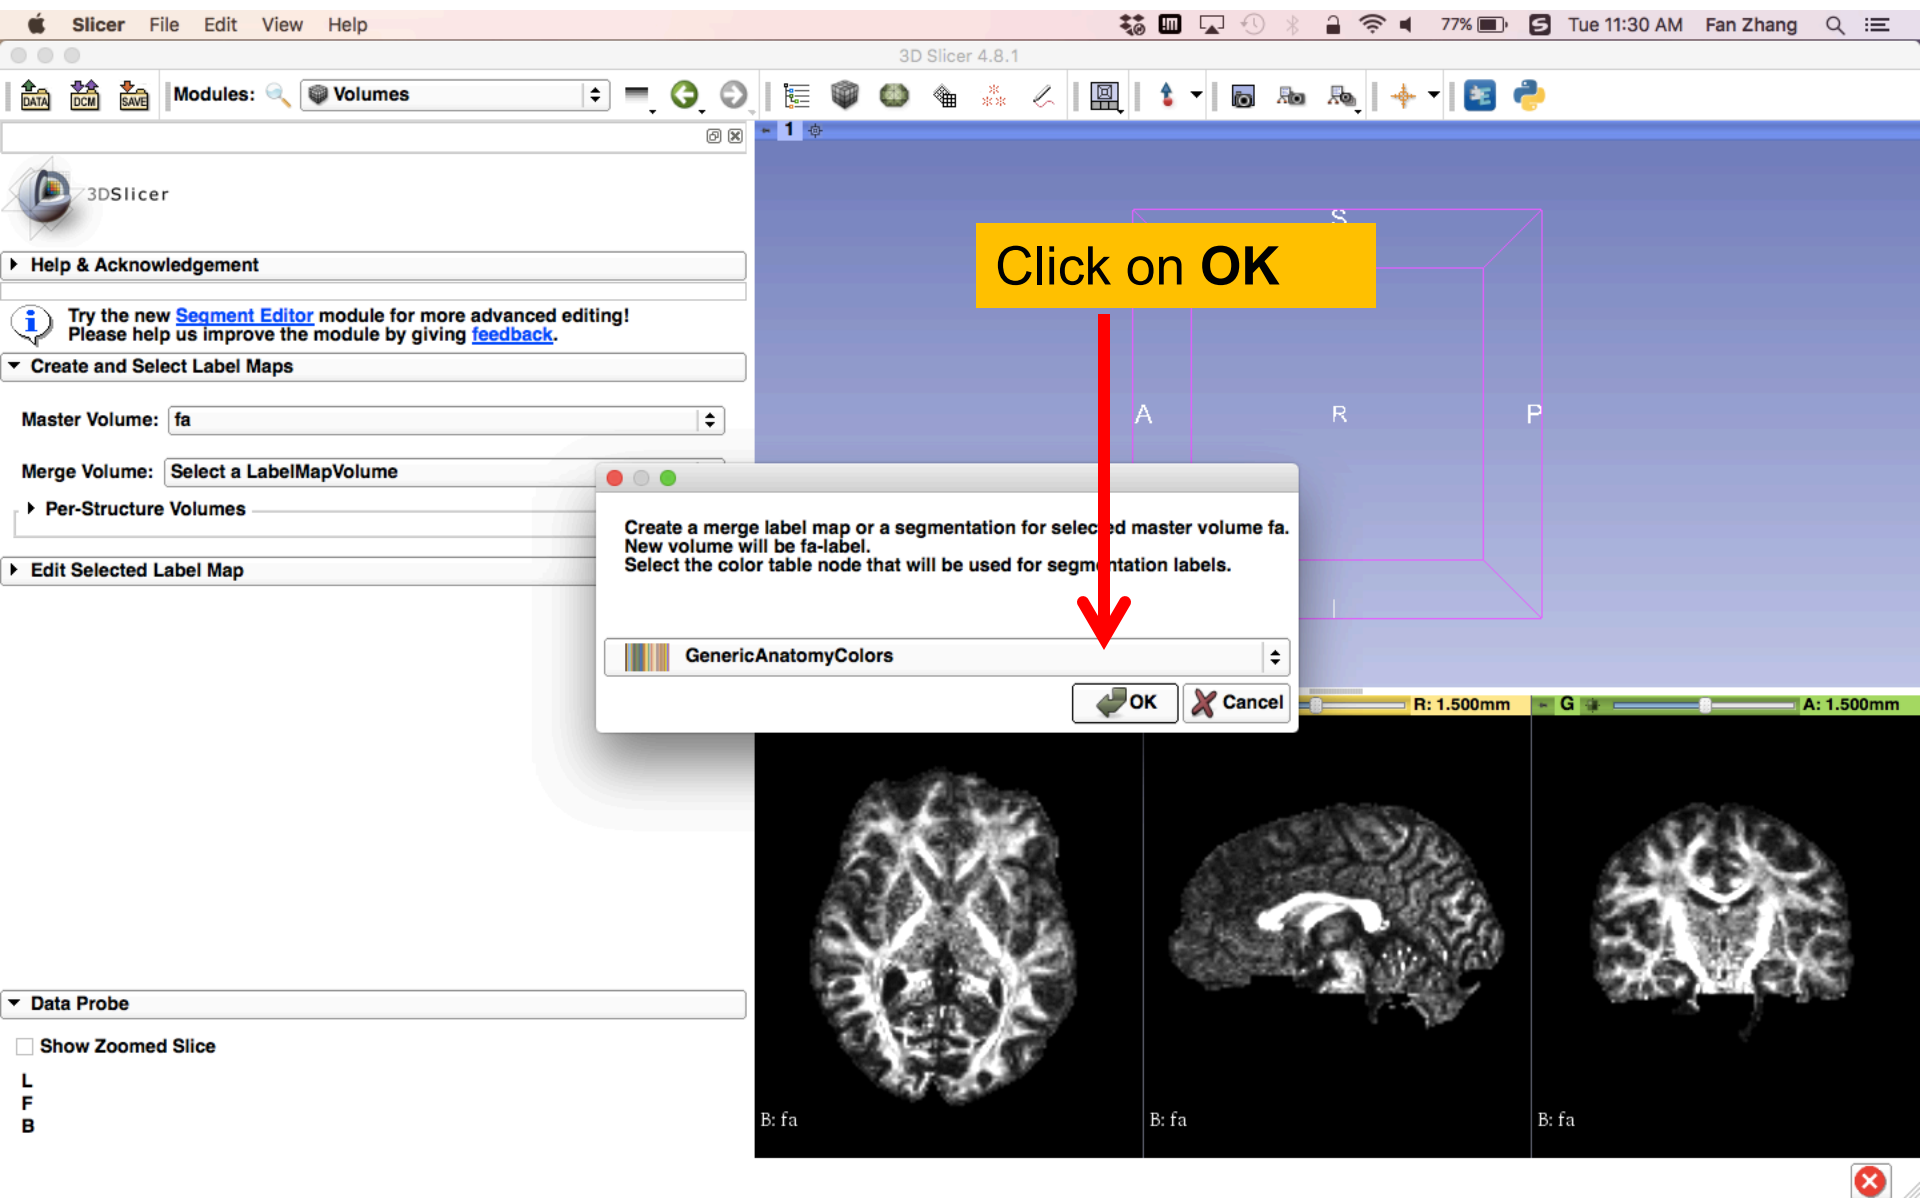 Slicer File Edit View Help 77% Tue 11:30 AM Fan Zhang
3D Slicer 4.8.1
DATA DCM SAVE Modules: Volumes
1
3DSlicer
Help & Acknowledgement
Try the new Segment Editor module for more advanced editing!
Please help us improve the module by giving feedback.
Create and Select Label Maps
Master Volume: fa
Merge Volume: Select a LabelMapVolume
Per-Structure Volumes
Edit Selected Label Map
S
Click on OK
A R P
I
Create a merge label map or a segmentation for selected master volume fa.
New volume will be fa-label.
Select the color table node that will be used for segmentation labels.
GenericAnatomyColors
OK Cancel
R: 1.500mm G A: 1.500mm
Data Probe
Show Zoomed Slice
L
F
B
B: fa B: fa B: fa